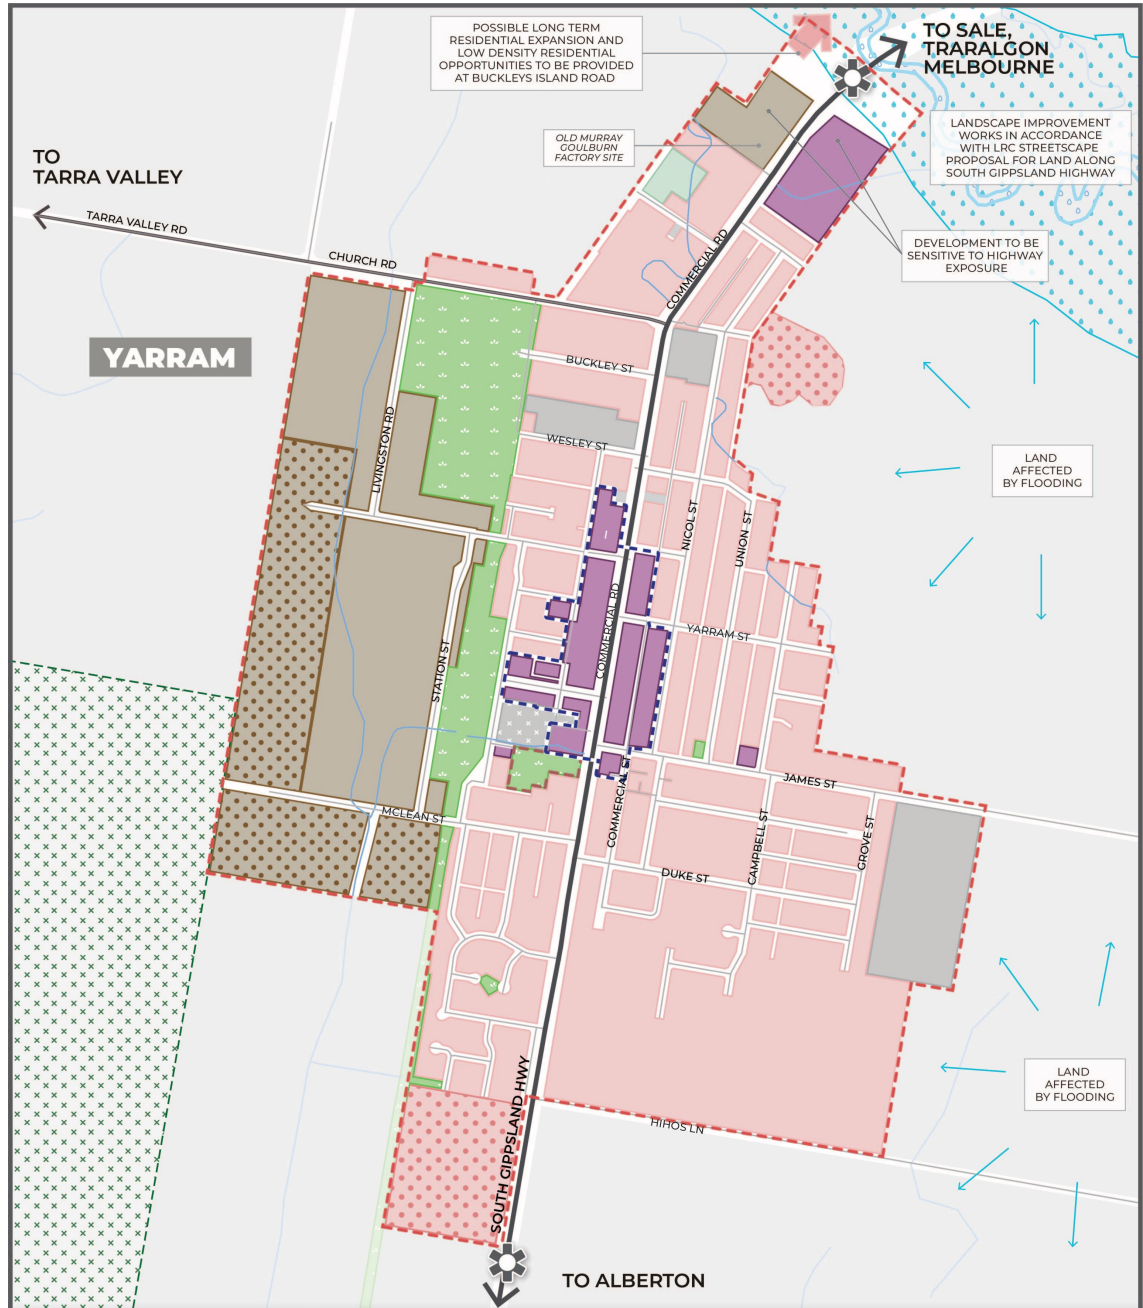 POSSIBLE LONG TERM
RESIDENTIAL EXPANSION AND
LOW DENSITY RESIDENTIAL
OPPORTUNITIES TO BE PROVIDED
AT BUCKLEYS ISLAND ROAD
TO SALE,
TRARALGON
MELBOURNE
OLD MURRAY
GOULBURN
FACTORY SITE
LANDSCAPE IMPROVEMENT
WORKS IN ACCORDANCE
WITH LRC STREETSCAPE
PROPOSAL FOR LAND ALONG
SOUTH GIPPSLAND HIGHWAY
TO
TARRA VALLEY
TARRA VALLEY RD
CHURCH RD
COMMERCIAL RD
DEVELOPMENT TO BE
SENSITIVE TO HIGHWAY
EXPOSURE
YARRAM
BUCKLEY ST
LIVINGSTON RD
WESLEY ST
LAND
AFFECTED
BY FLOODING
NICOL ST
UNION ST
COMMERCIAL RD
YARRAM ST
STATION ST
JAMES ST
MCLEAN ST
COMMERCIAL ST
CAMPBELL ST
GROVE ST
DUKE ST
LAND
AFFECTED
BY FLOODING
SOUTH GIPPSLAND HWY
HIHOS LN
TO ALBERTON